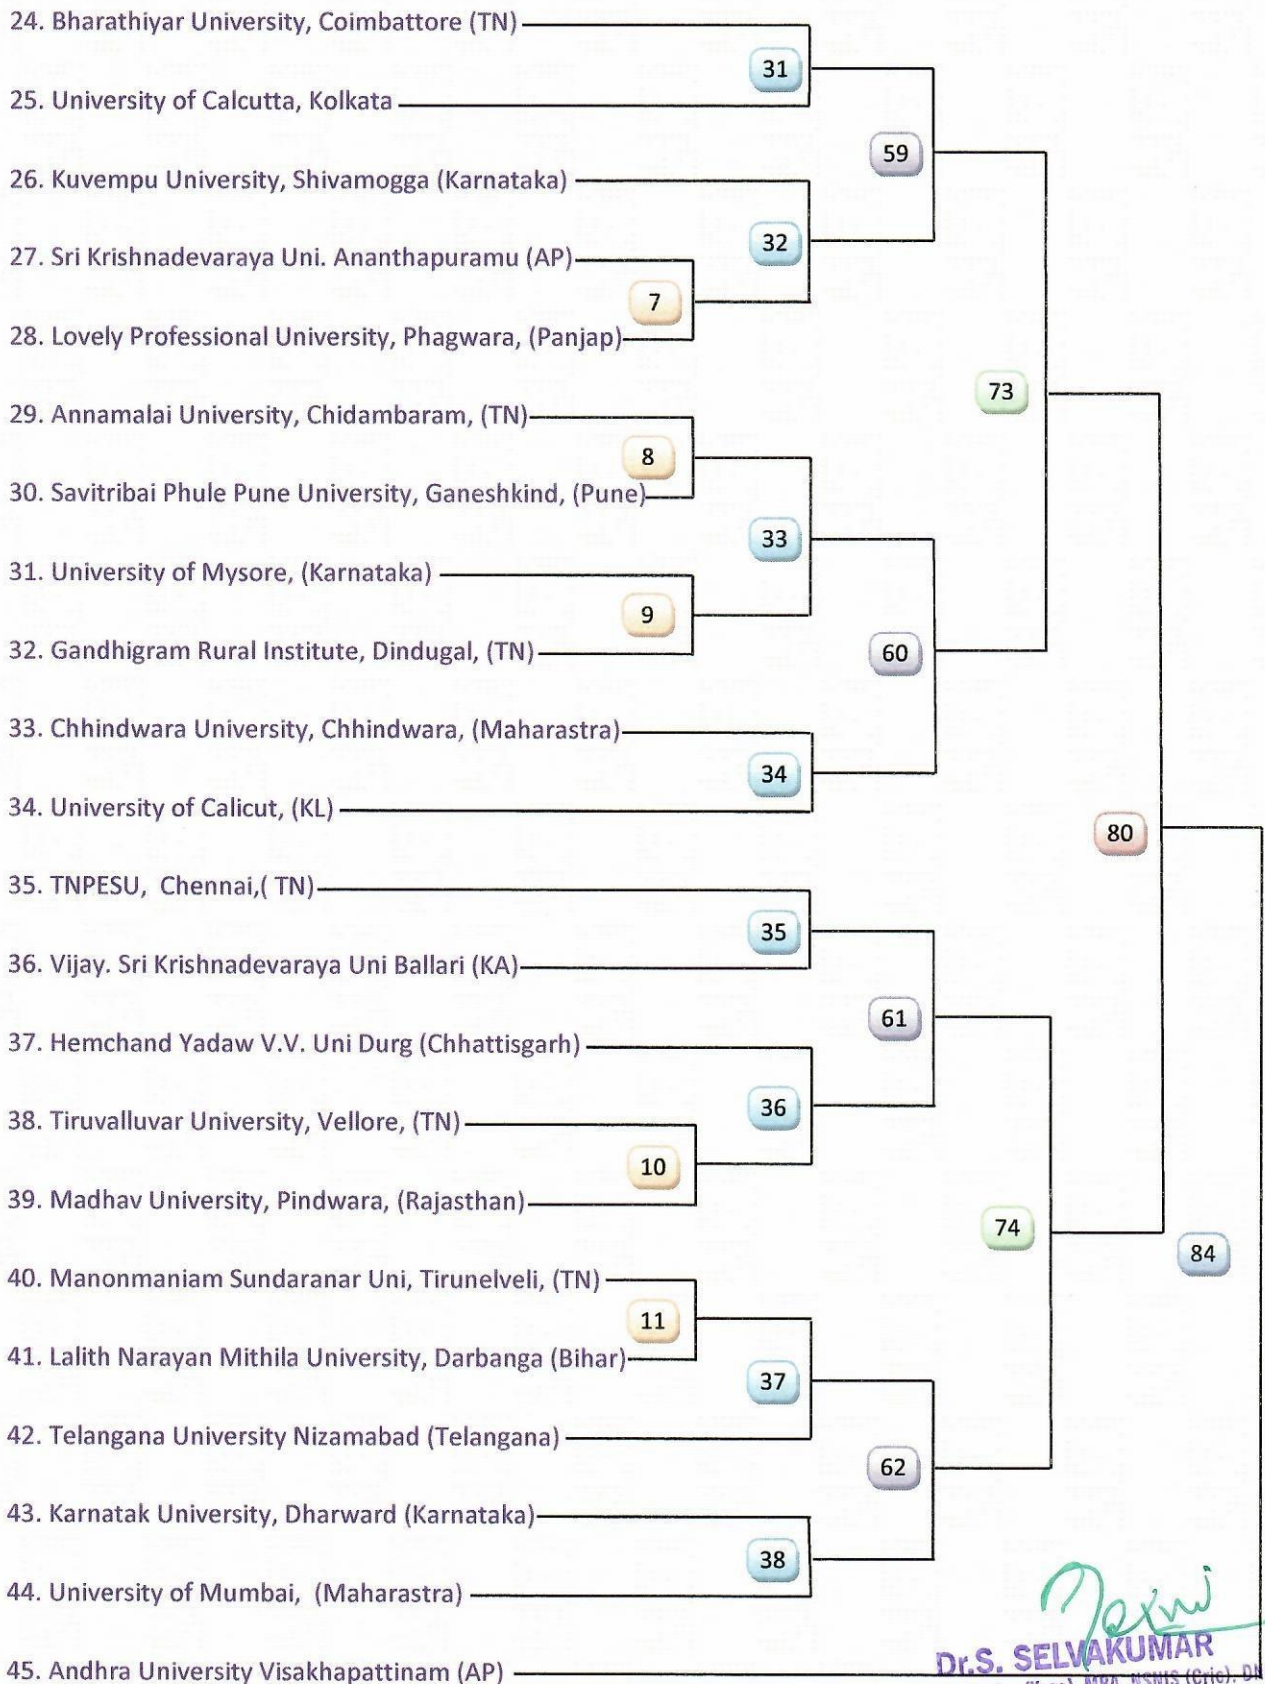 24. Bharathiyar University, Coimbattore (TN)
31
25. University of Calcutta, Kolkata
59
26. Kuvempu University, Shivamogga (Karnataka)
32
27. Sri Krishnadevaraya Uni. Ananthapuramu (AP)
7
28. Lovely Professional University, Phagwara, (Panjap)
73
29. Annamalai University, Chidambaram, (TN)
8
30. Savitribai Phule Pune University, Ganeshkind, (Pune)
33
31. University of Mysore, (Karnataka)
9
32. Gandhigram Rural Institute, Dindugal, (TN)
60
33. Chhindwara University, Chhindwara, (Maharastra)
34
34. University of Calicut, (KL)
80
35. TNPESU, Chennai,( TN)
35
36. Vijay. Sri Krishnadevaraya Uni Ballari (KA)
61
37. Hemchand Yadaw V.V. Uni Durg (Chhattisgarh)
36
38. Tiruvalluvar University, Vellore, (TN)
10
39. Madhav University, Pindwara, (Rajasthan)
74
84
40. Manonmaniam Sundaranar Uni, Tirunelveli, (TN)
11
41. Lalith Narayan Mithila University, Darbanga (Bihar)
37
42. Telangana University Nizamabad (Telangana)
62
43. Karnatak University, Dharward (Karnataka)
38
44. University of Mumbai, (Maharastra)
Dr.S. SELVAKUMAR
45. Andhra University Visakhapattinam (AP)
MBA, NSNIS (Cric),